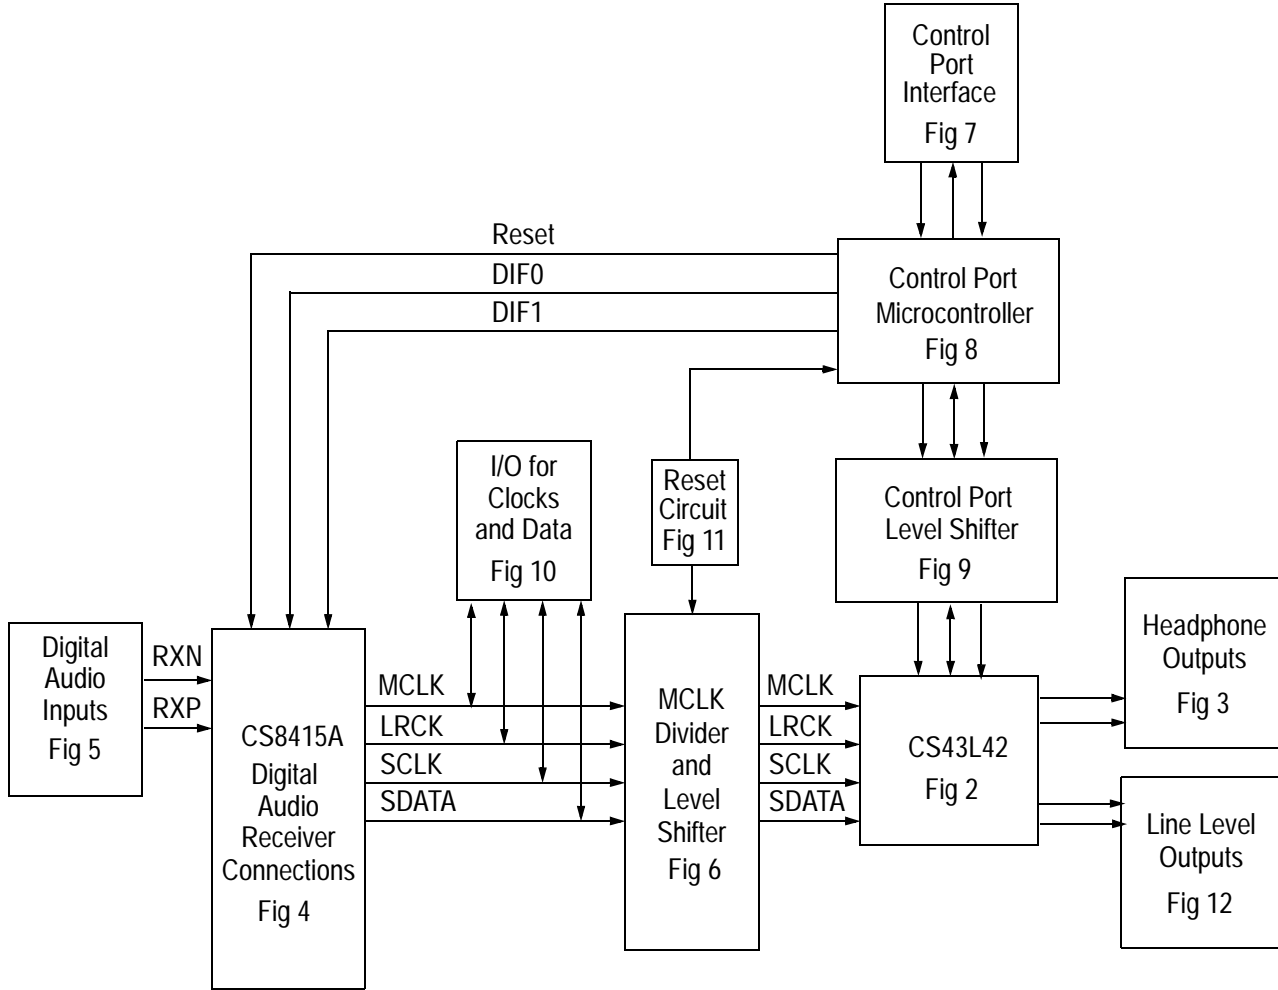 Control
Port
Interface
Fig 7
Reset
DIF0
DIF1
Control Port
Microcontroller
Fig 8
I/O for
Clocks
and Data
Fig 10
Reset
Circuit
Fig 11
Control Port
Level Shifter
Fig 9
Digital
Audio
Inputs
Fig 5
RXN
RXP
CS8415A
Digital
Audio
Receiver
Connections
Fig 4
MCLK
LRCK
SCLK
SDATA
MCLK
Divider
and
Level
Shifter
Fig 6
MCLK
LRCK
SCLK
SDATA
CS43L42
Fig 2
Headphone
Outputs
Fig 3
Line Level
Outputs
Fig 12